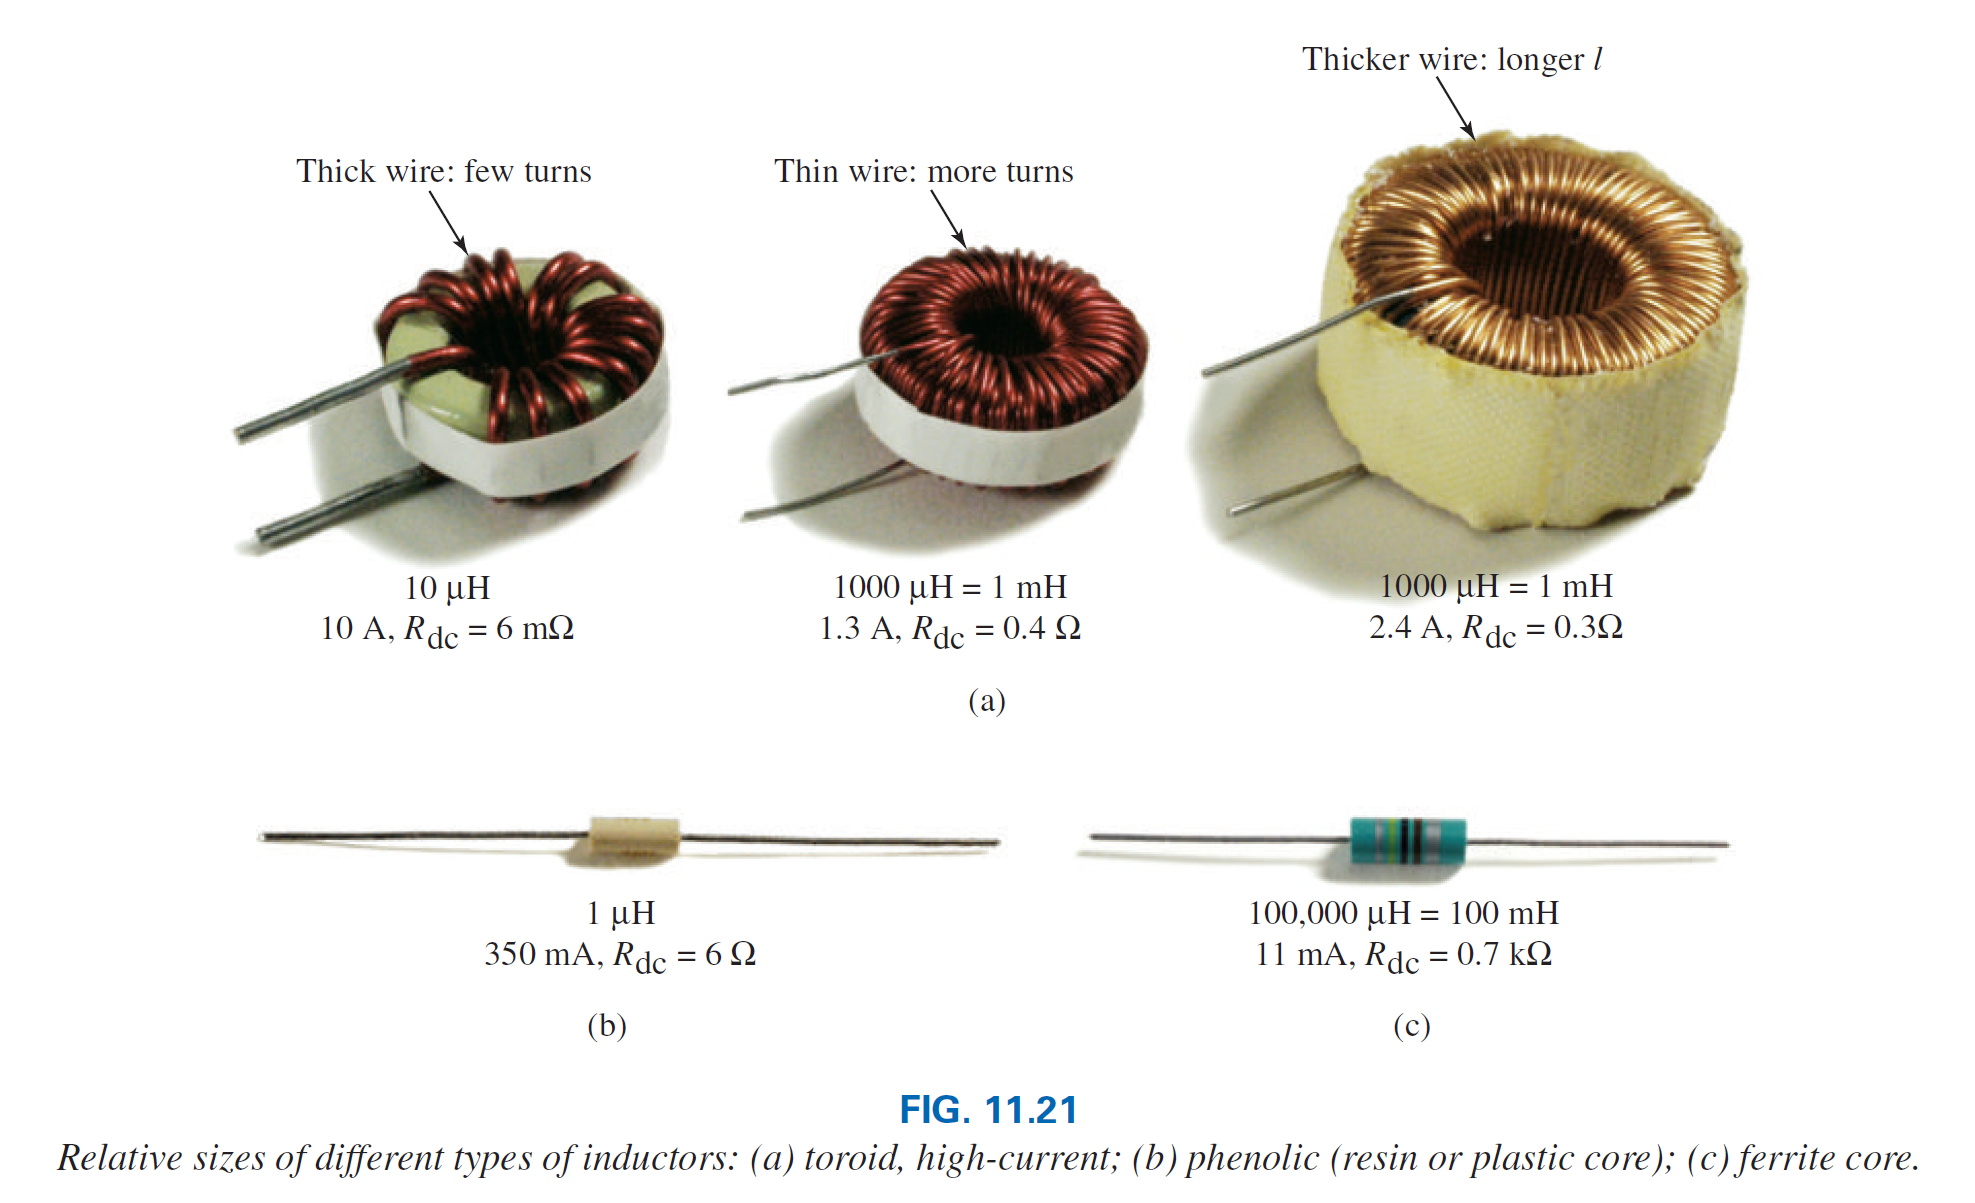 Thick wire: few turns
Thin wire: more turns
Thicker wire: longer l
10 μH
10 A, Rdc = 6 mΩ
1000 μH = 1 mH
1.3 A, Rdc = 0.4 Ω
1000 μH = 1 mH
2.4 A, Rdc = 0.3Ω
(a)
1 μH
350 mA, Rdc = 6 Ω
(b)
100,000 μH = 100 mH
11 mA, Rdc = 0.7 kΩ
(c)
FIG. 11.21
Relative sizes of different types of inductors: (a) toroid, high-current; (b) phenolic (resin or plastic core); (c) ferrite core.